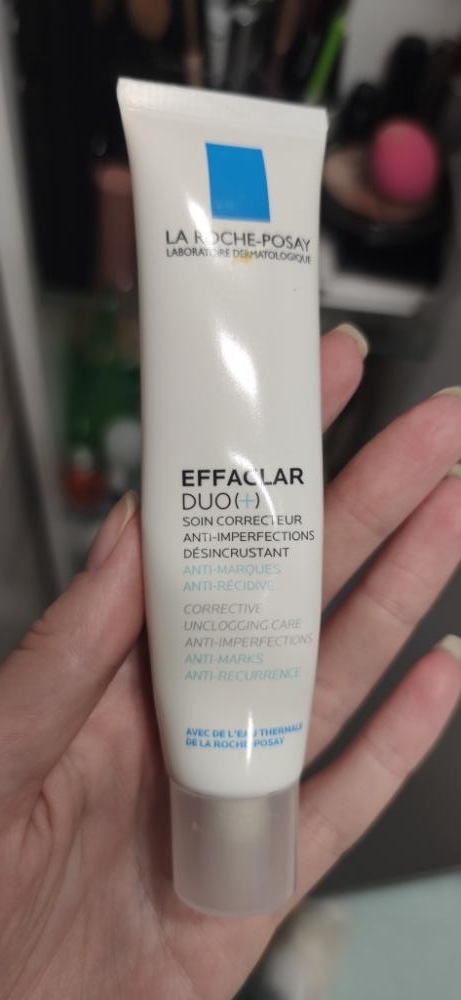 LA ROCHE-POSAY
LABORATOIRE DERMATOLOGIQUE
EFFACLAR
DUO(+)
SOIN CORRECTEUR
ANTI-IMPERFECTIONS
DÉSINCRUSTANT
ANTI-MARQUES
ANTI-RÉCIDIVE
CORRECTIVE
UNCLOGGING CARE
ANTI-IMPERFECTIONS
ANTI-MARKS
ANTI-RECURRENCE
AVEC DE L'EAU THERMALE
DE LA ROCHE-POSAY